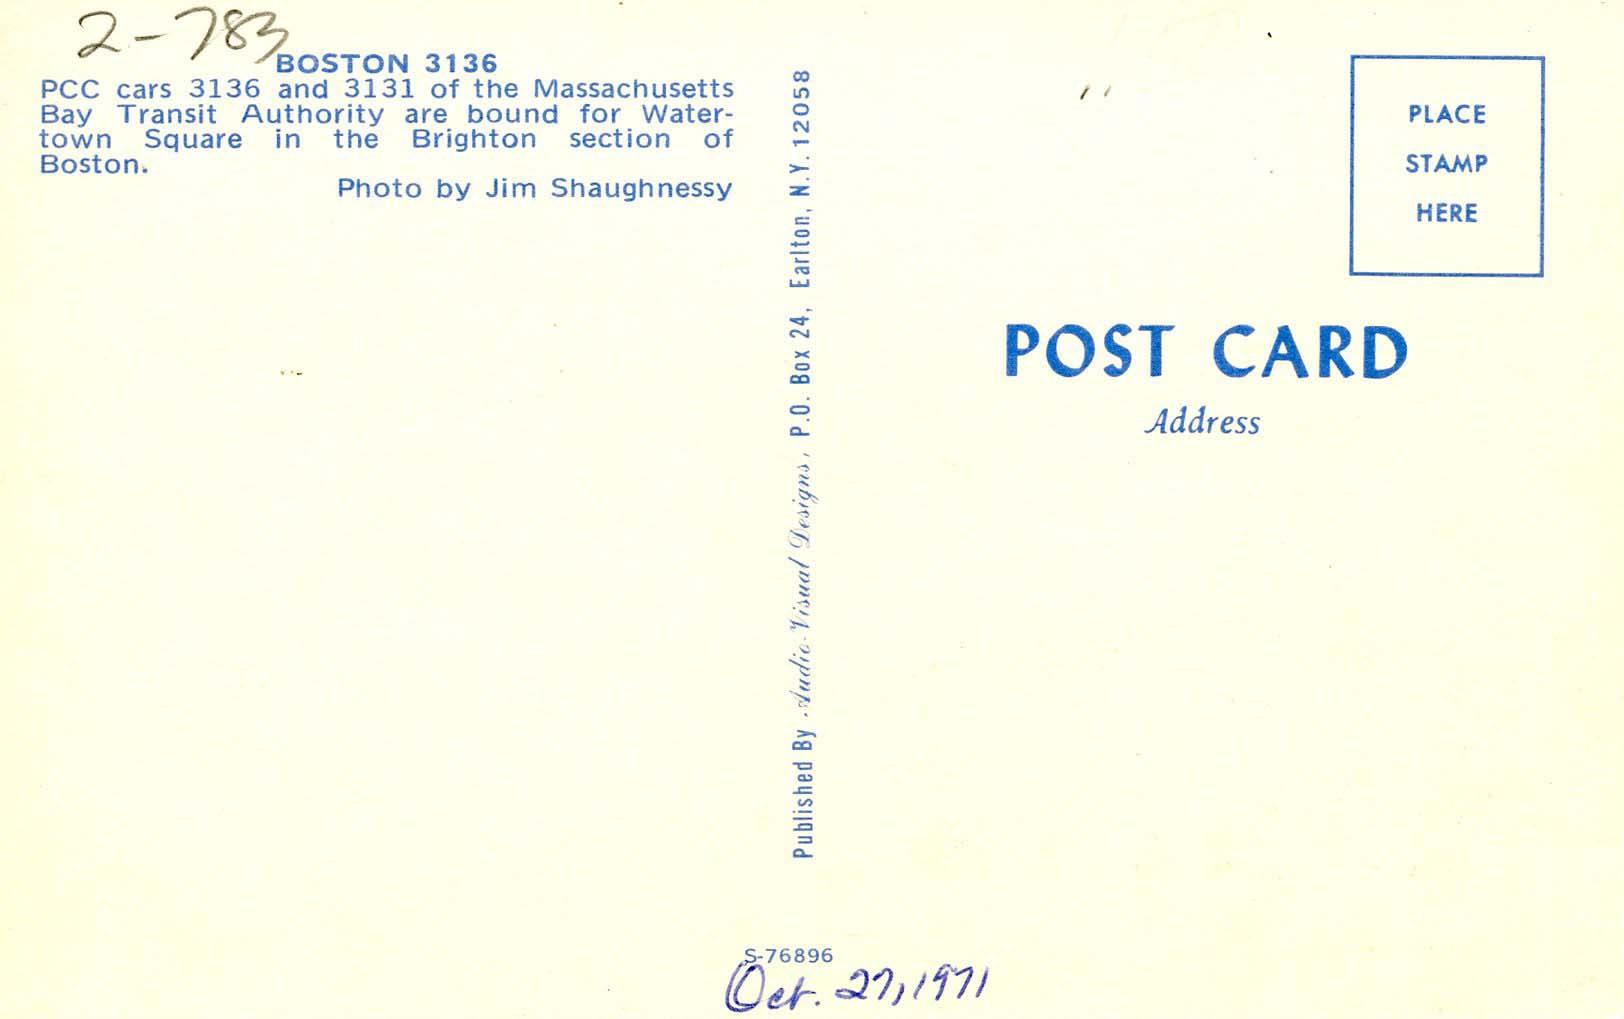 2-783
BOSTON 3136
PCC cars 3136 and 3131 of the Massachusetts
Bay Transit Authority are bound for Water-
town Square in the Brighton section of
Boston.
Photo by Jim Shaughnessy
Published By Audio-Visual Designs, P.O. Box 24, Earlton, N.Y. 12058
PLACE
STAMP
HERE
POST CARD
Address
S-76896
Oct. 27, 1971